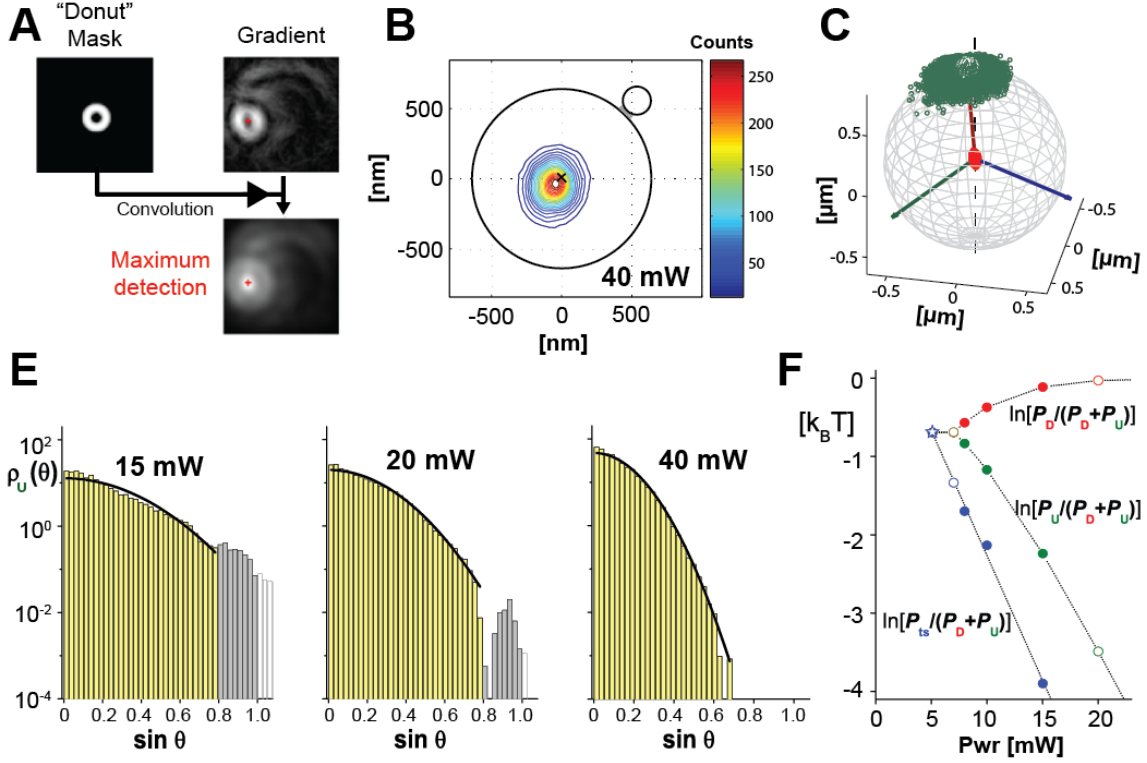 A
"Donut"
Mask
Gradient
Convolution
Maximum
detection
B
Counts
500
0
-500
[nm]
250
200
150
100
50
40 mW
-500
0
500
[nm]
C
0.5
0
-0.5
[µm]
-0.5
0
0.5
[µm]
-0.5
0
0.5
[µm]
E
10²
10⁰
10⁻²
10⁻⁴
ρU(θ)
15 mW
0 0.2 0.4 0.6 0.8 1.0
sin θ
20 mW
0 0.2 0.4 0.6 0.8 1.0
sin θ
40 mW
0 0.2 0.4 0.6 0.8 1.0
sin θ
F
[kBT]
0
-1
-2
-3
-4
ln[PD/(PD+PU)]
ln[PU/(PD+PU)]
ln[Pts/(PD+PU)]
0 5 10 15 20
Pwr [mW]